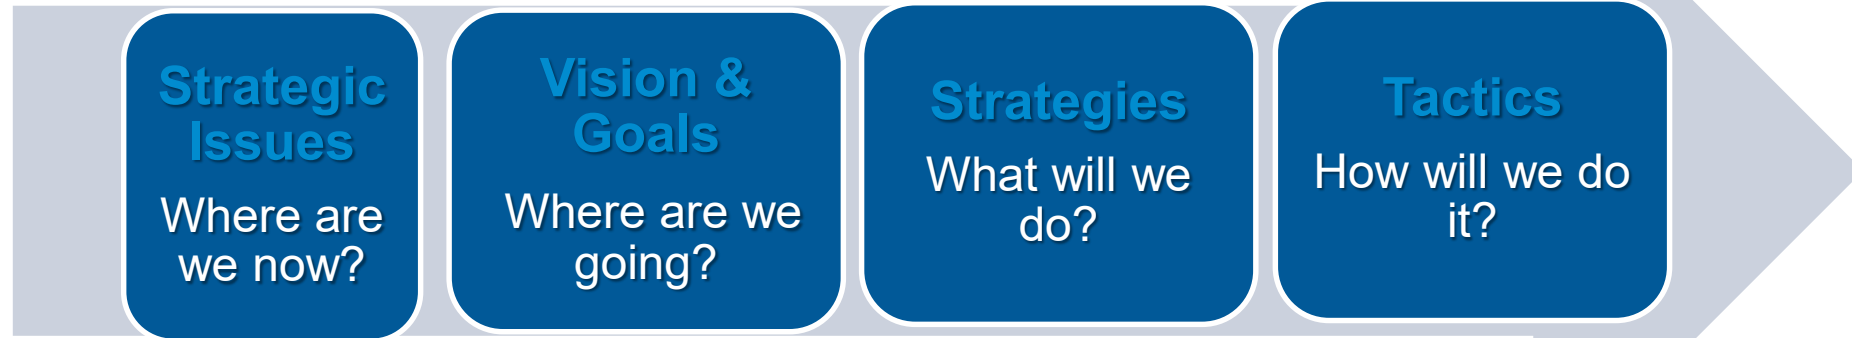 Strategic
Issues
Where are
we now?
Vision &
Goals
Where are we
going?
Strategies
What will we
do?
Tactics
How will we do
it?